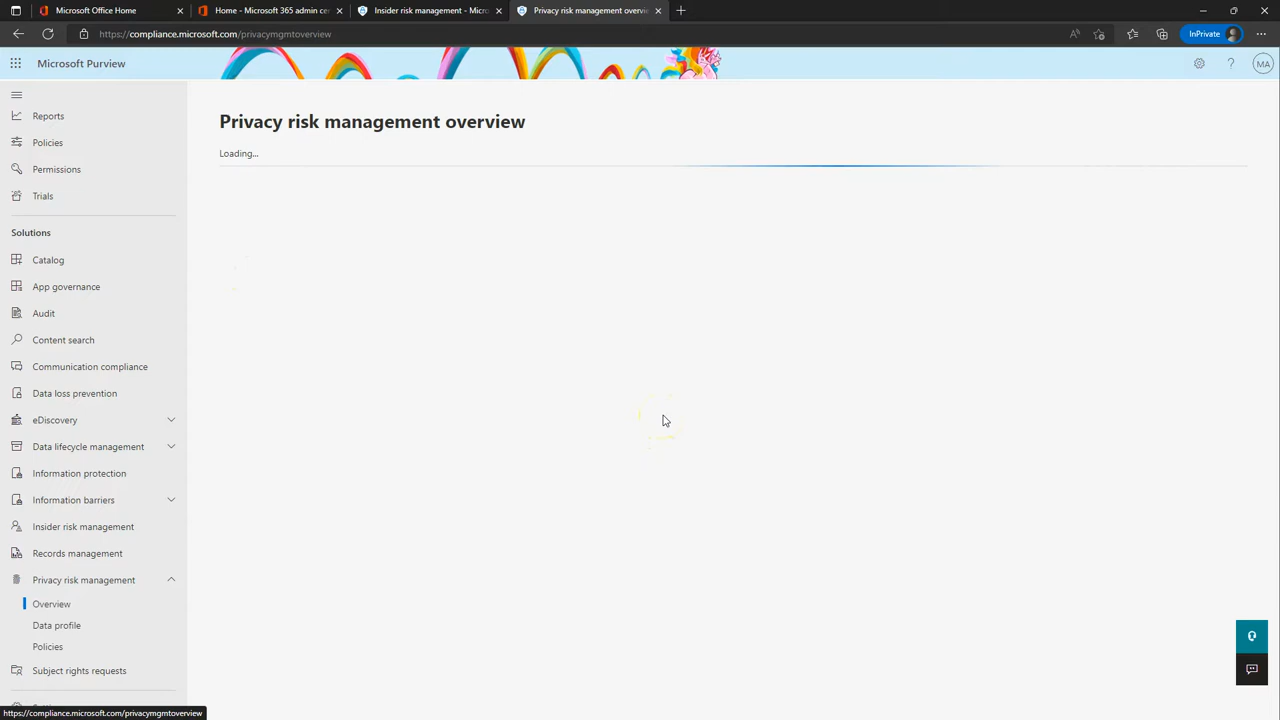 Microsoft Office Home
Home - Microsoft 365 admin cen
Insider risk management - Micro
Privacy risk management overvie
https://compliance.microsoft.com/privacymgmtoverview
InPrivate
Microsoft Purview
MA
Reports
Policies
Permissions
Trials
Solutions
Catalog
App governance
Audit
Content search
Communication compliance
Data loss prevention
eDiscovery
Data lifecycle management
Information protection
Information barriers
Insider risk management
Records management
Privacy risk management
Overview
Data profile
Policies
Subject rights requests
https://compliance.microsoft.com/privacymgmtoverview
Privacy risk management overview
Loading...